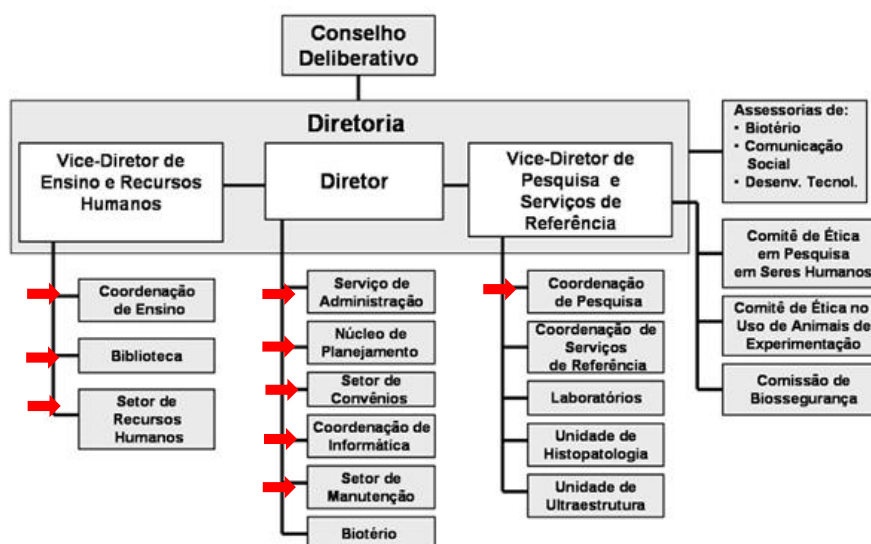 Conselho
Deliberativo
Diretoria
Vice-Diretor de
Ensino e Recursos
Humanos
Diretor
Vice-Diretor de
Pesquisa e
Serviços de
Referência
Assessorias de:
• Biotério
• Comunicação
Social
• Desenv. Tecnol.
Comitê de Ética
em Pesquisa
em Seres Humanos
Comitê de Ética no
Uso de Animais de
Experimentação
Comissão de
Biossegurança
Coordenação
de Ensino
Biblioteca
Setor de
Recursos
Humanos
Serviço de
Administração
Núcleo de
Planejamento
Setor de
Convênios
Coordenação de
Informática
Setor de
Manutenção
Biotério
Coordenação
de Pesquisa
Coordenação de
Serviços
de Referência
Laboratórios
Unidade de
Histopatologia
Unidade de
Ultraestrutura